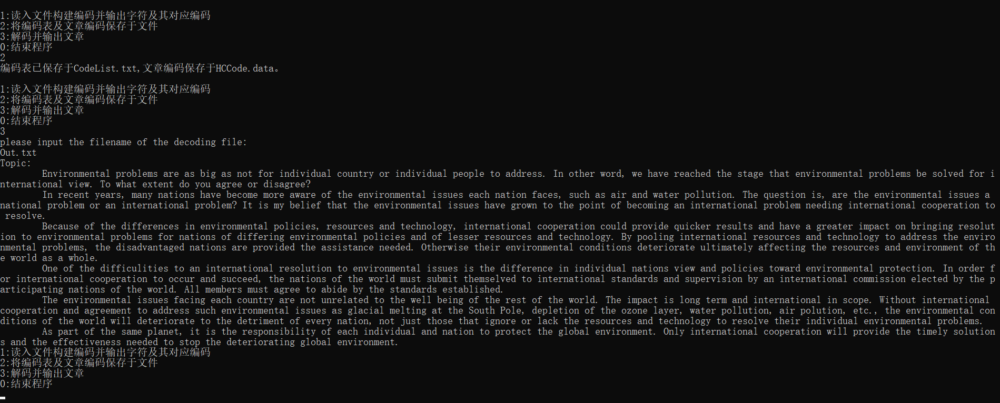 1:读入文件构建编码并输出字符及其对应编码
2:将编码表及文章编码保存于文件
3:解码并输出文章
0:结束程序
2
编码表已保存于CodeList.txt,文章编码保存于HCCode.data。
1:读入文件构建编码并输出字符及其对应编码
2:将编码表及文章编码保存于文件
3:解码并输出文章
0:结束程序
3
please input the filename of the decoding file:
Out.txt
Topic:
Environmental problems are as big as not for individual country or individual people to address. In other word, we have reached the stage that environmental problems be solved for i
nternational view. To what extent do you agree or disagree?
In recent years, many nations have become more aware of the environmental issues each nation faces, such as air and water pollution. The question is, are the environmental issues a
national problem or an international problem? It is my belief that the environmental issues have grown to the point of becoming an international problem needing international cooperation to
resolve.
Because of the differences in environmental policies, resources and technology, international cooperation could provide quicker results and have a greater impact on bringing resolut
ion to environmental problems for nations of differing environmental policies and of lesser resources and technology. By pooling international resources and technology to address the enviro
nmental problems, the disadvantaged nations are provided the assistance needed. Otherwise their environmental conditions deteriorate ultimately affecting the resources and environment of th
e world as a whole.
One of the difficulities to an international resolution to environmental issues is the difference in individual nations view and policies toward environmental protection. In order f
or international cooperation to occur and succeed, the nations of the world must submit themselved to international standards and supervision by an international commission elected by the p
articipating nations of the world. All members must agree to abide by the standards established.
The environmental issues facing each country are not unrelated to the well being of the rest of the world. The impact is long term and international in scope. Without international
cooperation and agreement to address such environmental issues as glacial melting at the South Pole, depletion of the ozone layer, water pollution, air polution, etc., the environmental con
ditions of the world will deteriorate to the detriment of every nation, not just those that ignore or lack the resources and technology to resolve their individual environmental problems.
As part of the same planet, it is the responsibility of each individual and nation to protect the global environment. Only international cooperation will provide the timely solution
s and the effectiveness needed to stop the deteriorating global environment.
1:读入文件构建编码并输出字符及其对应编码
2:将编码表及文章编码保存于文件
3:解码并输出文章
0:结束程序